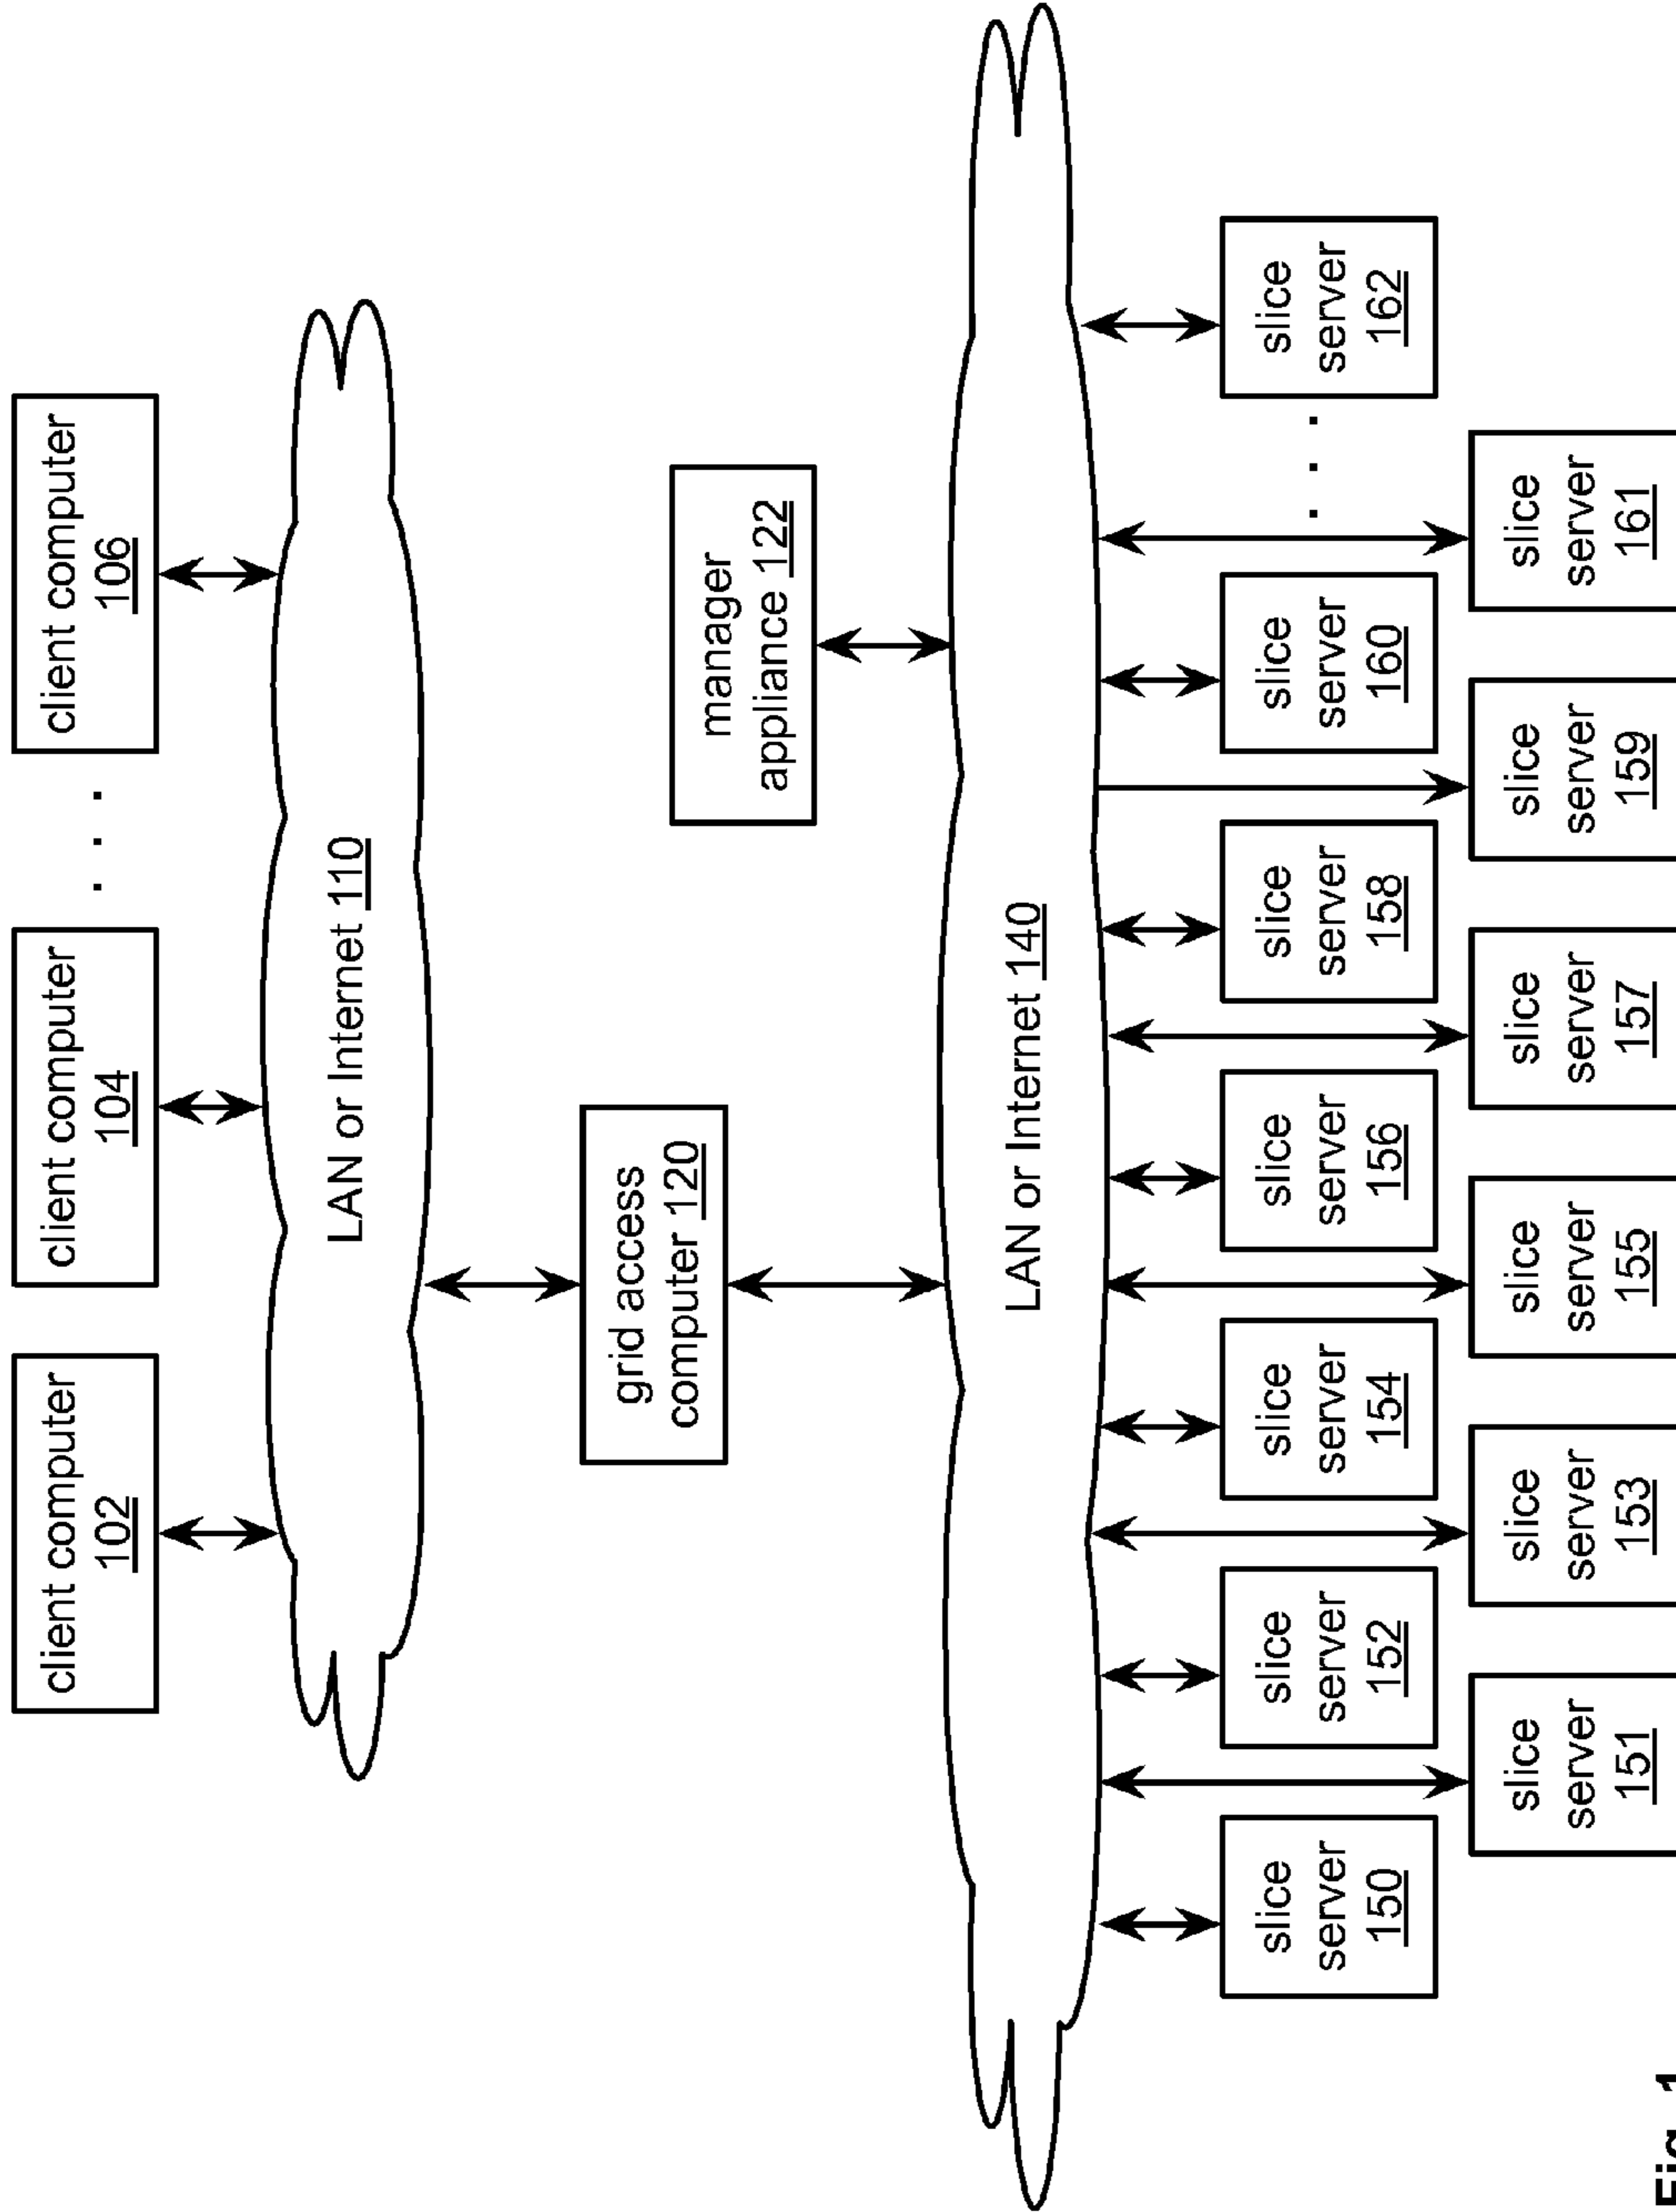 client computer
102
client computer
104
. . .
client computer
106
LAN or Internet 110
grid access
computer 120
manager
appliance 122
LAN or Internet 140
slice
server
150
slice
server
152
slice
server
154
slice
server
156
slice
server
158
slice
server
160
. . .
slice
server
162
slice
server
151
slice
server
153
slice
server
155
slice
server
157
slice
server
159
slice
server
161
Fig. 1